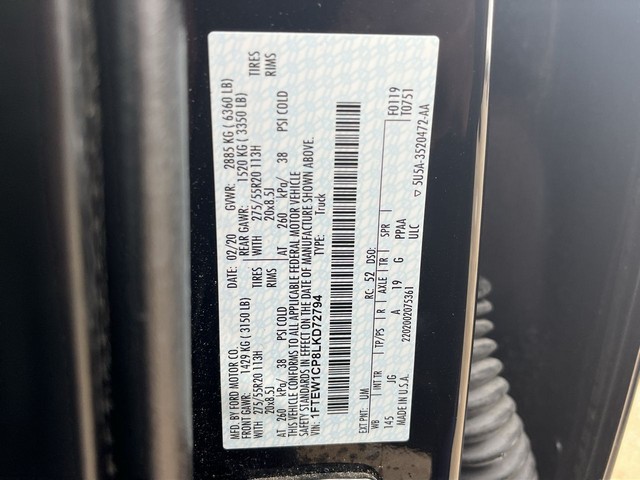 MFD. BY FORD MOTOR CO. DATE: 02/20 GVWR: 2885 KG ( 6360 LB)
FRONT GAWR: 1429 KG ( 3150 LB) REAR GAWR: 1520 KG ( 3350 LB)
WITH 275/55R20 113H TIRES WITH 275/55R20 113H TIRES
20x8.5J RIMS 20x8.5J RIMS
AT 260 kPa/ 38 PSI COLD AT 260 kPa/ 38 PSI COLD
THIS VEHICLE CONFORMS TO ALL APPLICABLE FEDERAL MOTOR VEHICLE
SAFETY STANDARDS IN EFFECT ON THE DATE OF MANUFACTURE SHOWN ABOVE.
VIN: 1FTEW1CP8LKD72794 TYPE: Truck
EXT PNT: UM RC: 52 DSO: F0119
T0751
WB INT TR TP/PS R AXLE TR SPR
145 JG A 19 G PPAA
ULC
MADE IN U.S.A. 2202002075361 ▽ 5U5A-3520472-AA